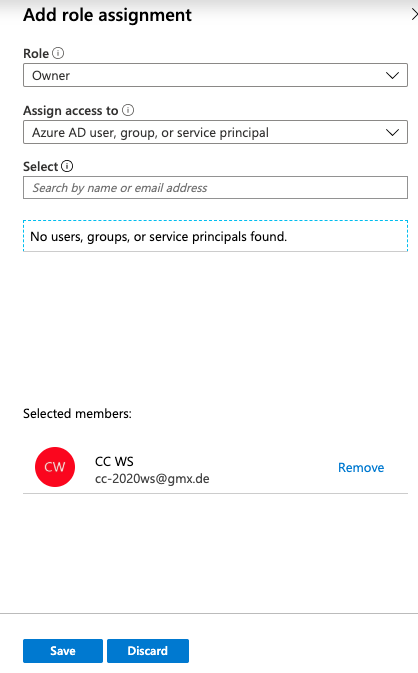 Add role assignment
Role
Owner
Assign access to
Azure AD user, group, or service principal
Select
Search by name or email address
No users, groups, or service principals found.
Selected members:
CW
CC WS
cc-2020ws@gmx.de
Remove
Save
Discard